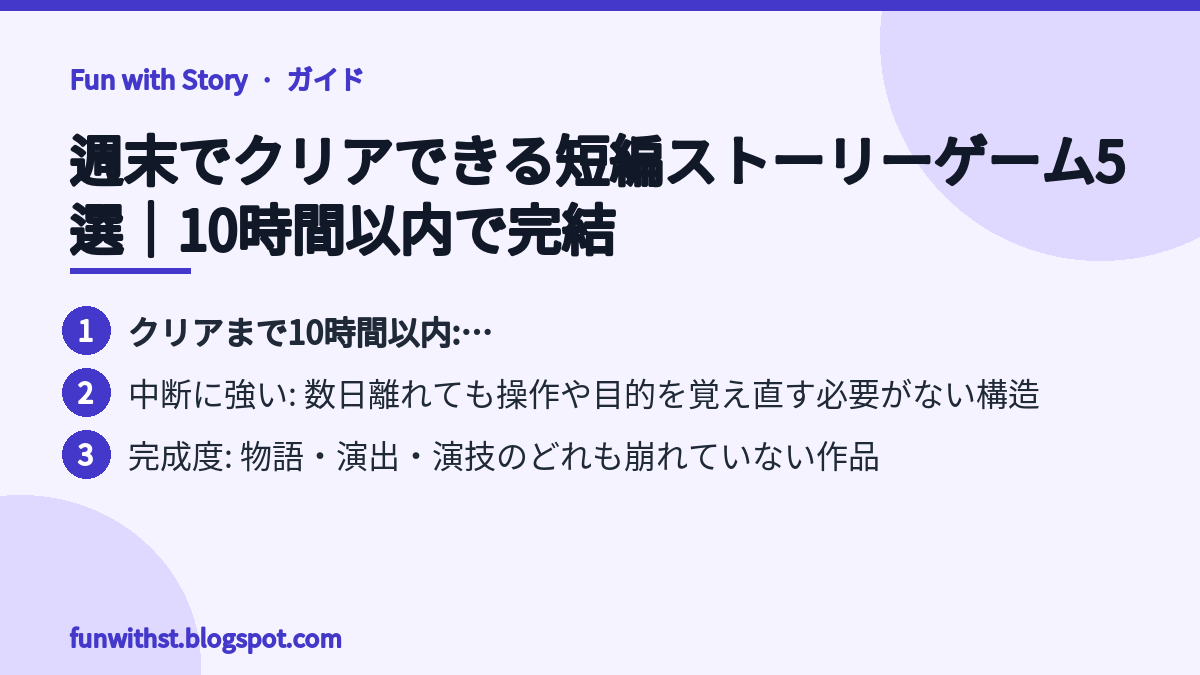 Fun with Story ・ ガイド
週末でクリアできる短編ストーリーゲーム5
選｜10時間以内で完結
1 クリアまで10時間以内:…
2 中断に強い: 数日離れても操作や目的を覚え直す必要がない構造
3 完成度: 物語・演出・演技のどれも崩れていない作品
funwithst.blogspot.com